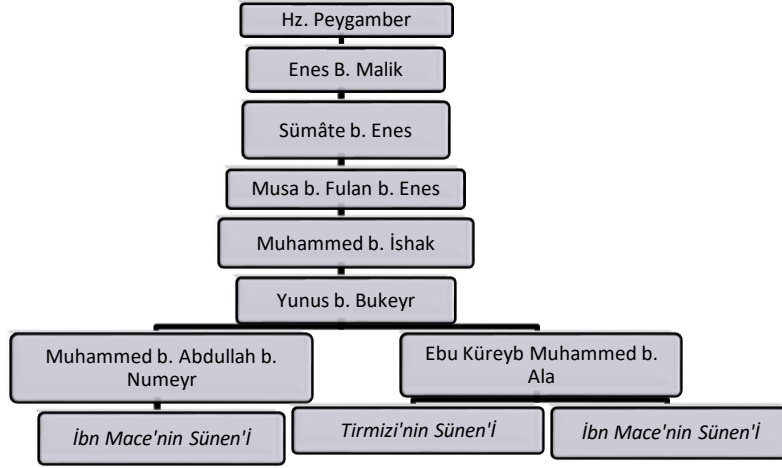 Hz. Peygamber
Enes B. Malik
Sümâte b. Enes
Musa b. Fulan b. Enes
Muhammed b. İshak
Yunus b. Bukeyr
Muhammed b. Abdullah b.
Numeyr
Ebu Küreyb Muhammed b.
Ala
İbn Mace'nin Sünen'İ
Tirmizi'nin Sünen'İ
İbn Mace'nin Sünen'İ